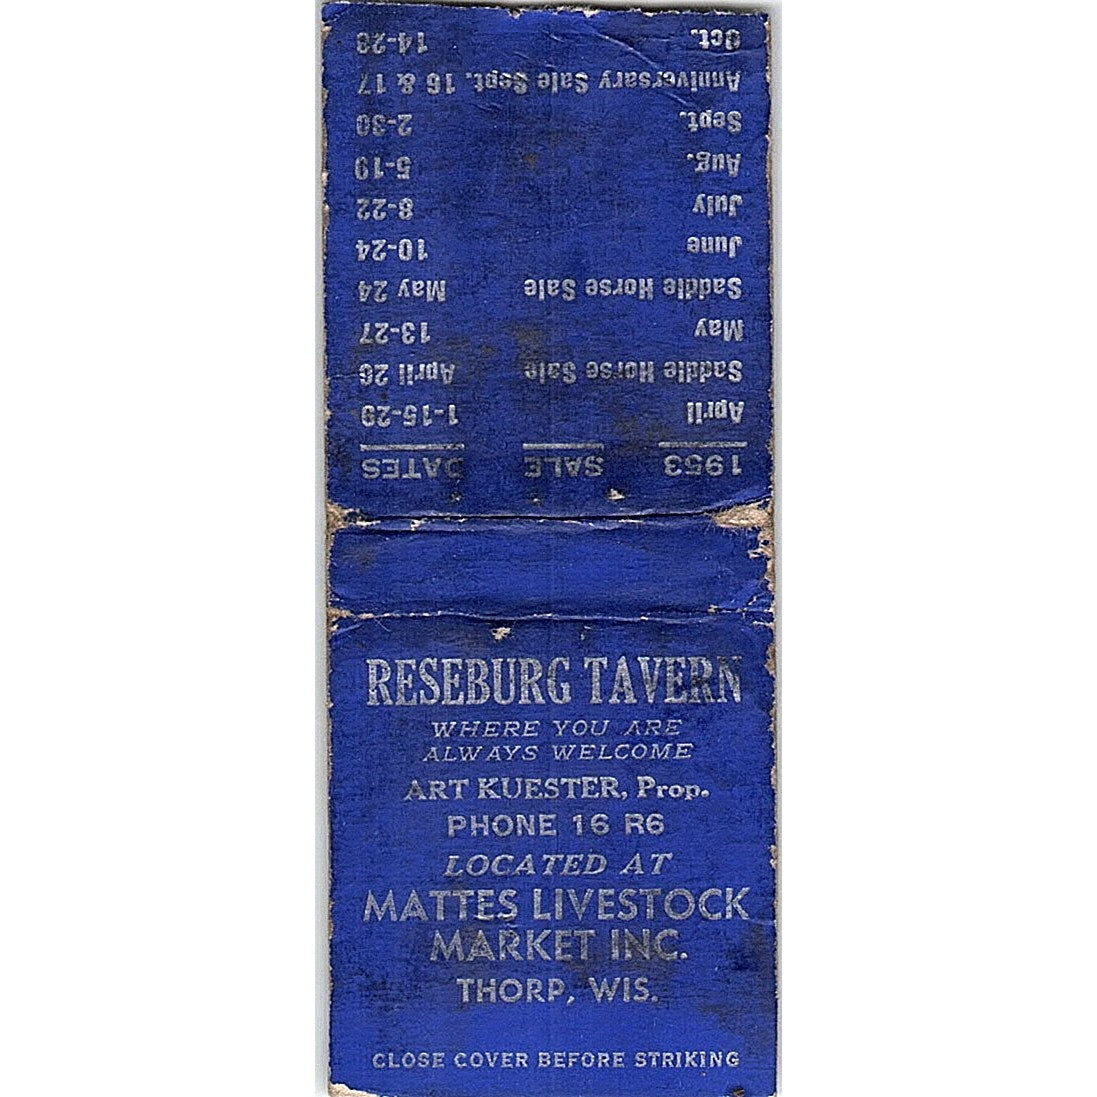 1953 SALE DATES
April 1-15-29
Saddle Horse Sale April 26
May 13-27
Saddle Horse Sale May 24
June 10-24
July 8-22
Aug. 5-19
Sept. 2-30
Anniversary Sale Sept. 16 & 17
Oct. 14-28
RESEBURG TAVERN
WHERE YOU ARE
ALWAYS WELCOME
ART KUESTER, Prop.
PHONE 16 R6
LOCATED AT
MATTES LIVESTOCK
MARKET INC.
THORP, WIS.
CLOSE COVER BEFORE STRIKING